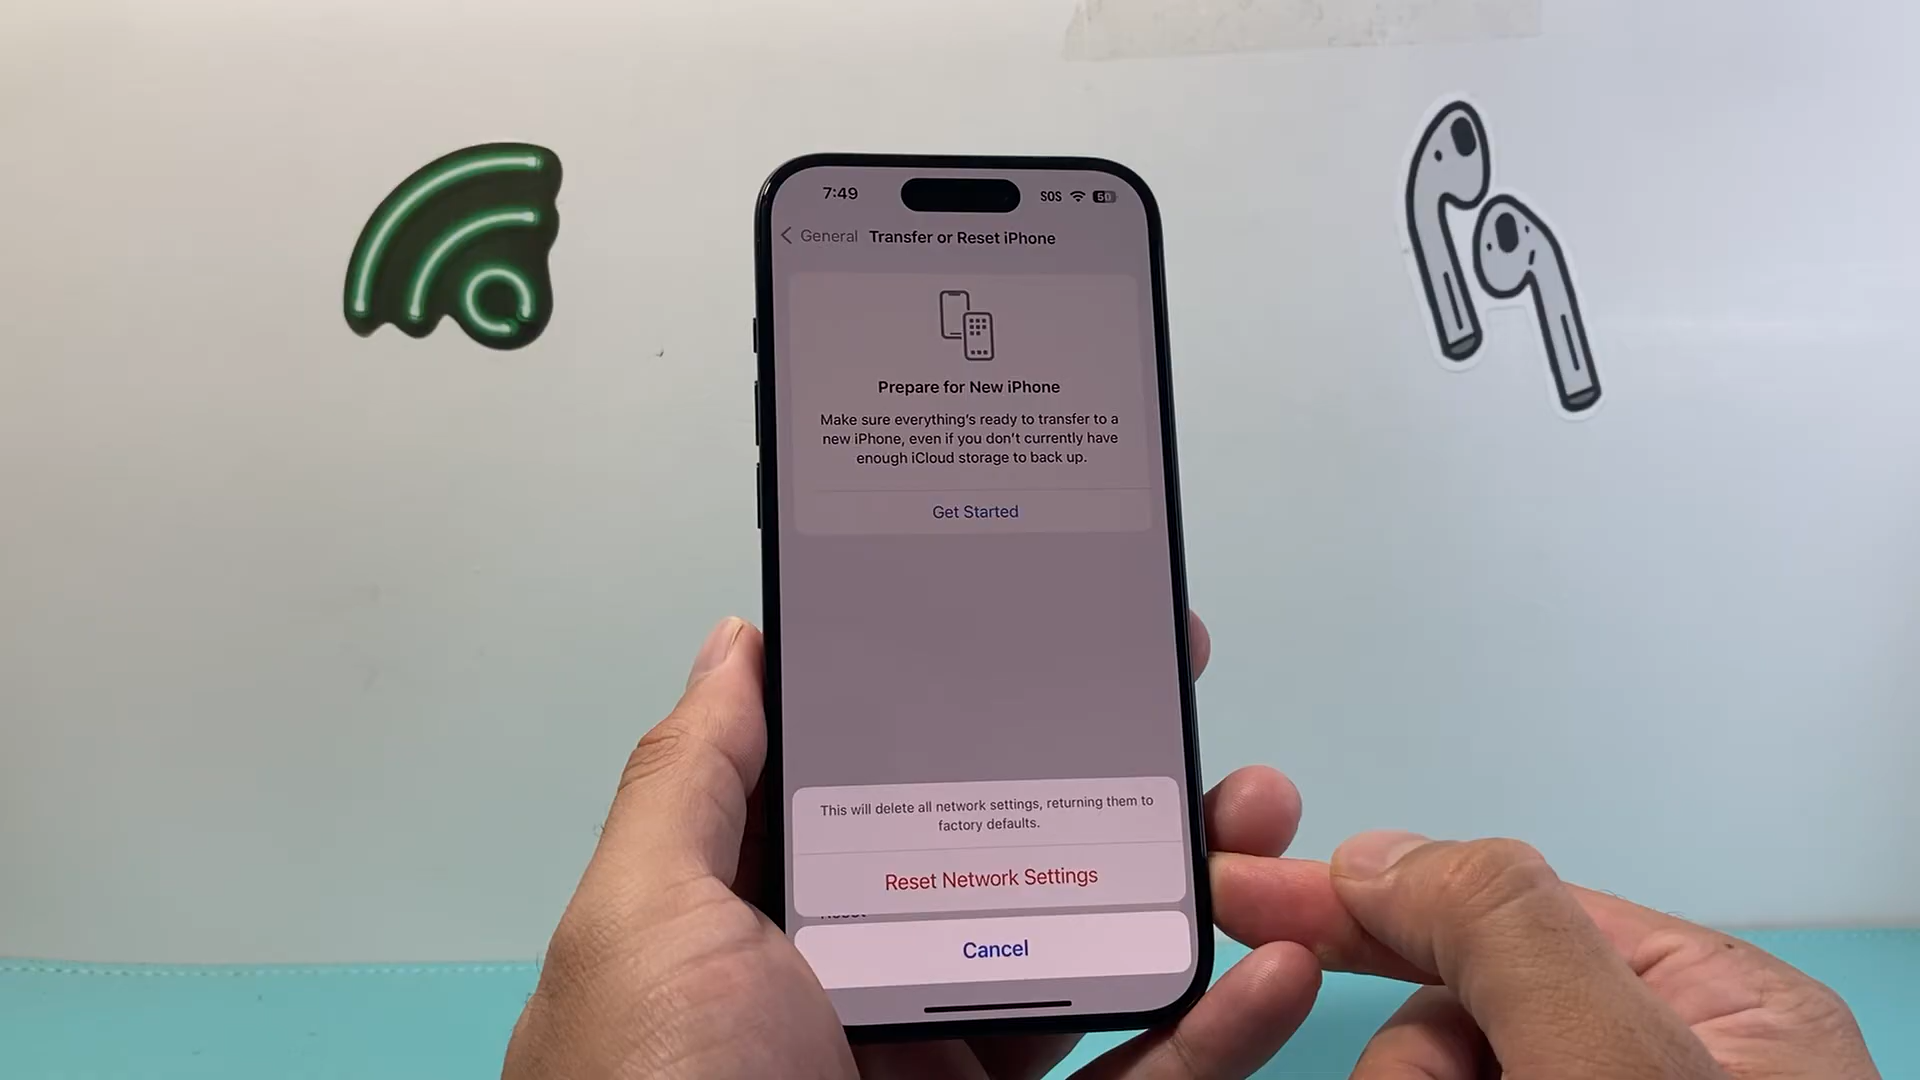 7:49
SOS
50
General
Transfer or Reset iPhone
Prepare for New iPhone
Make sure everything's ready to transfer to a
new iPhone, even if you don't currently have
enough iCloud storage to back up.
Get Started
This will delete all network settings, returning them to
factory defaults.
Reset Network Settings
Cancel